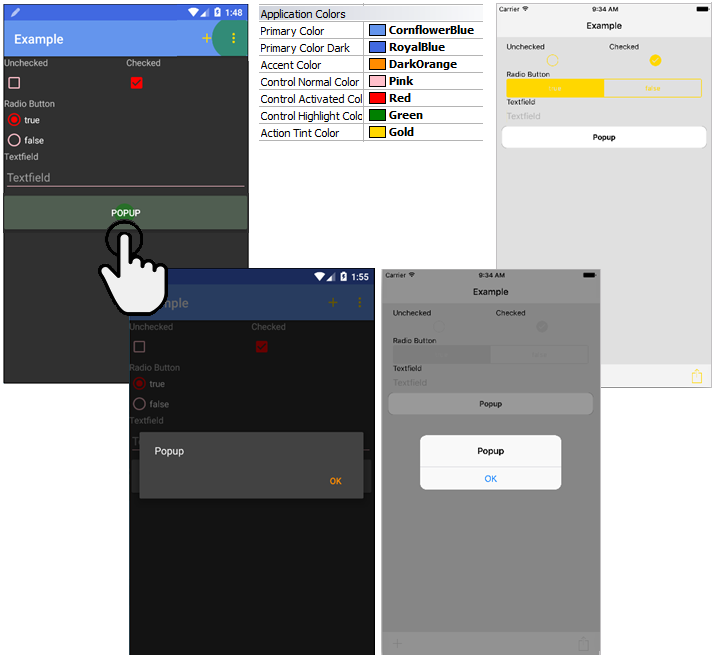 1:48
Example
Unchecked Checked
Radio Button
true
false
Textfield
Textfield
POPUP
Application Colors
Primary Color CornflowerBlue
Primary Color Dark RoyalBlue
Accent Color DarkOrange
Control Normal Color Pink
Control Activated Col Red
Control Highlight Colo Green
Action Tint Color Gold
Carrier 9:34 AM
Example
Unchecked Checked
Radio Button
Textfield
Textfield
Popup
1:55
Unchecked Checked
Radio Button
true
false
Textfield
Popup
OK
Carrier 9:34 AM
Example
Unchecked Checked
Radio Button
Textfield
Textfield
Popup
Popup
OK